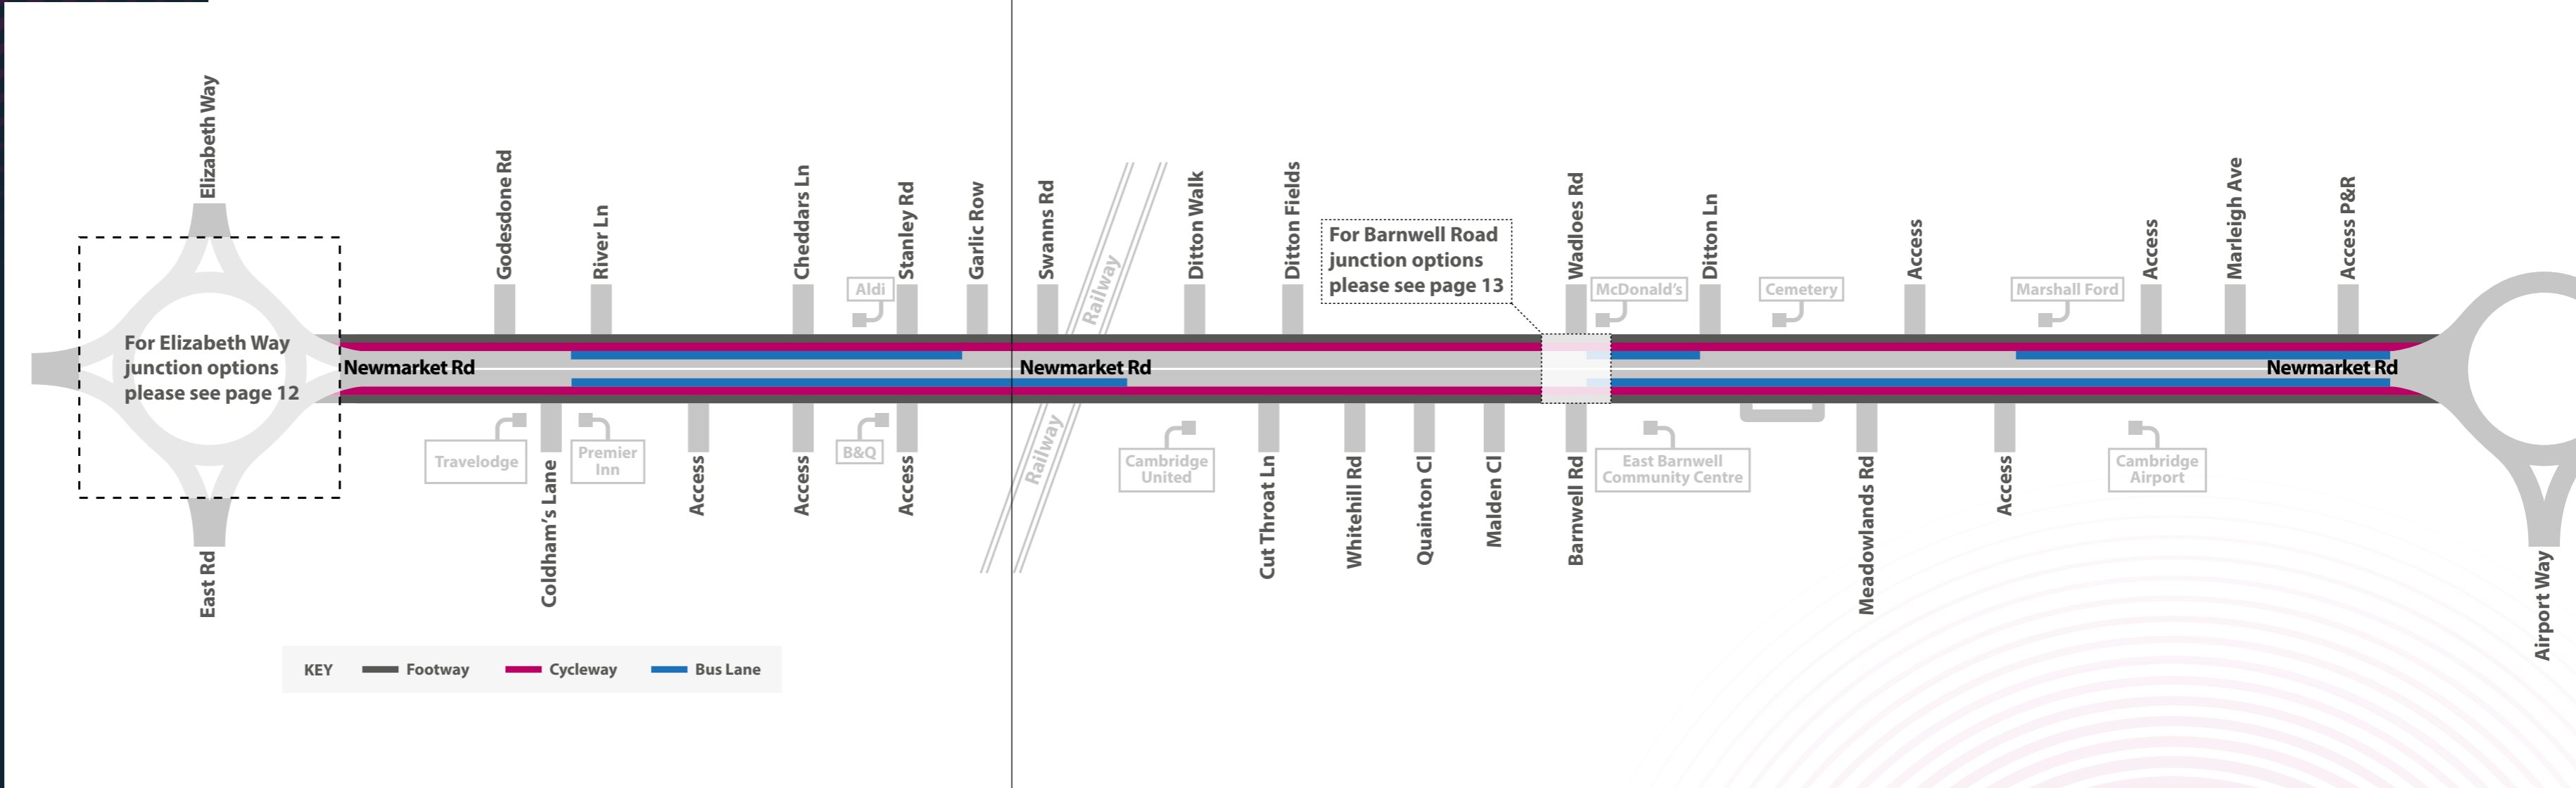 Elizabeth Way
Godesdone Rd
River Ln
Cheddars Ln
Aldi
Stanley Rd
Garlic Row
Swanns Rd
Railway
Ditton Walk
Ditton Fields
For Barnwell Road
junction options
please see page 13
Wadloes Rd
McDonald's
Ditton Ln
Cemetery
Access
Marshall Ford
Access
Marleigh Ave
Access P&R
For Elizabeth Way
junction options
please see page 12
Newmarket Rd
Newmarket Rd
Newmarket Rd
East Rd
Travelodge
Coldham's Lane
Premier
Inn
Access
Access
B&Q
Access
Railway
Cambridge
United
Cut Throat Ln
Whitehill Rd
Quainton Cl
Malden Cl
Barnwell Rd
East Barnwell
Community Centre
Meadowlands Rd
Access
Cambridge
Airport
Airport Way
KEY
Footway
Cycleway
Bus Lane